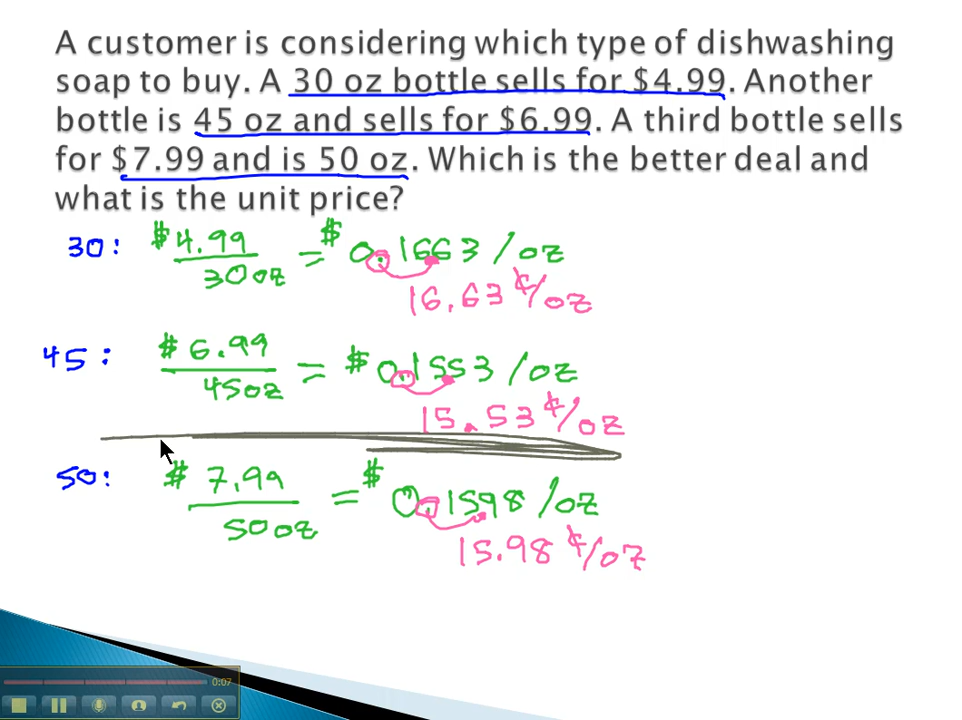 A customer is considering which type of dishwashing
soap to buy. A 30 oz bottle sells for $4.99. Another
bottle is 45 oz and sells for $6.99. A third bottle sells
for $7.99 and is 50 oz. Which is the better deal and
what is the unit price?
30: $4.99 / 30oz = $0.1663/oz
16.63¢/oz
45: $6.99 / 45oz = $0.1553/oz
15.53¢/oz
50: $7.99 / 50oz = $0.1598/oz
15.98¢/oz
0:07